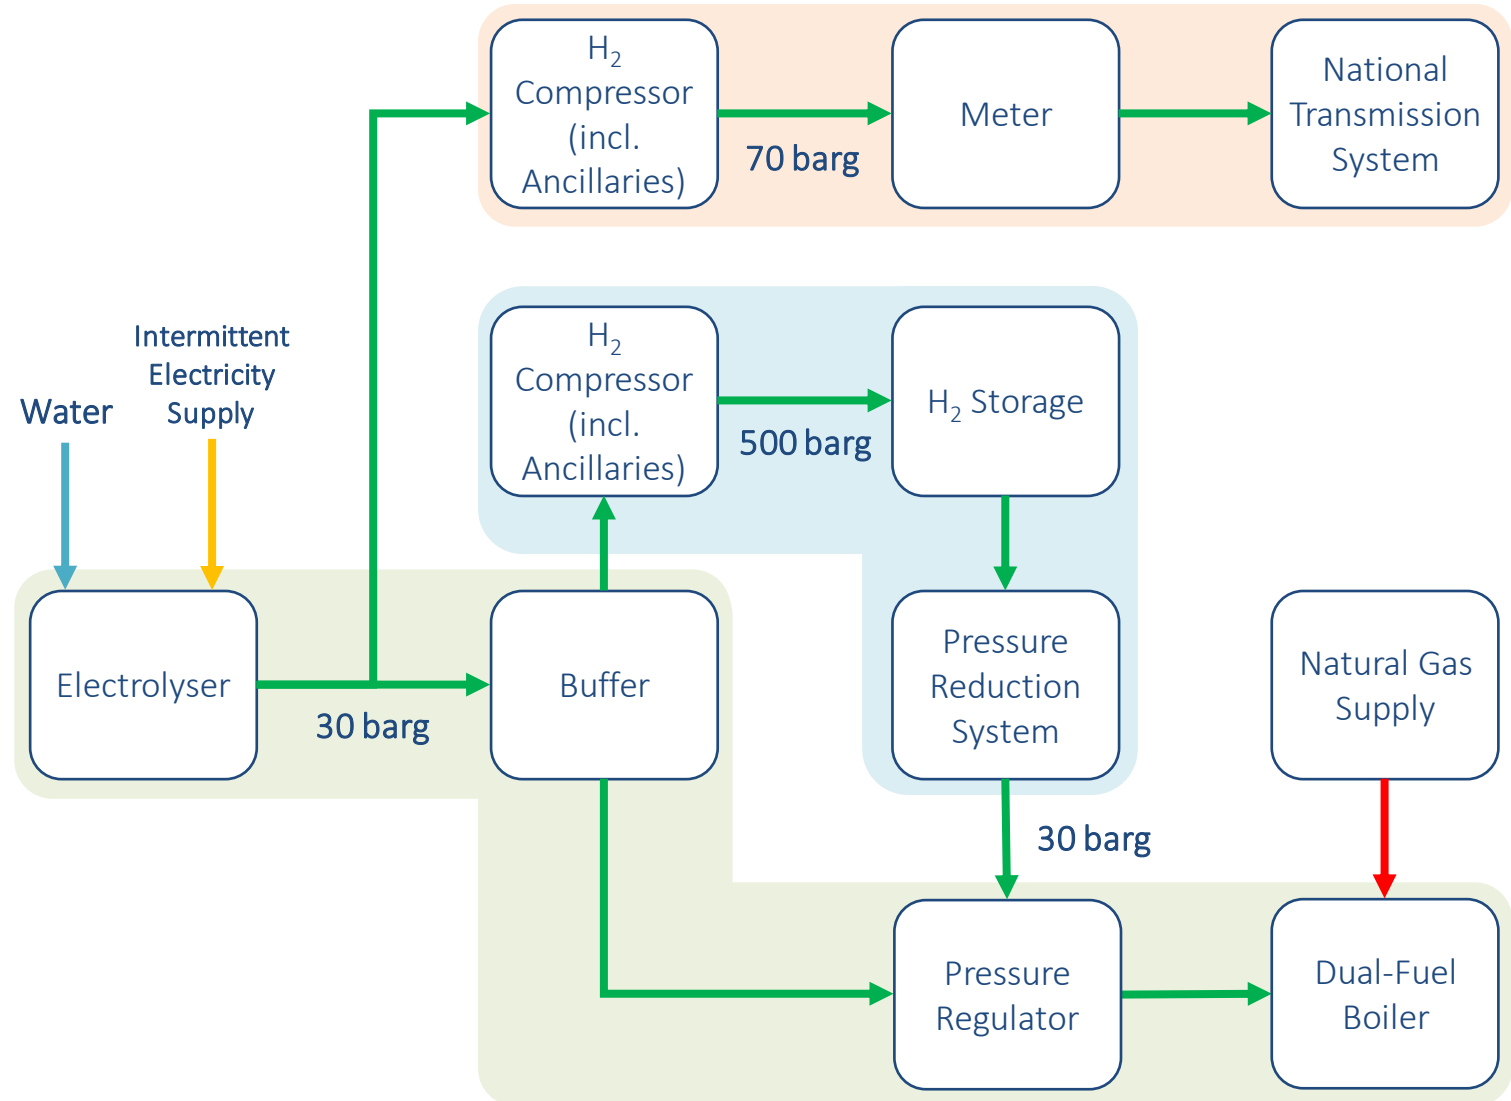 H₂
Compressor
(incl.
Ancillaries)
70 barg
Meter
National
Transmission
System
H₂
Compressor
(incl.
Ancillaries)
500 barg
H₂ Storage
Intermittent
Electricity
Supply
Water
Electrolyser
30 barg
Buffer
Pressure
Reduction
System
Natural Gas
Supply
30 barg
Pressure
Regulator
Dual-Fuel
Boiler